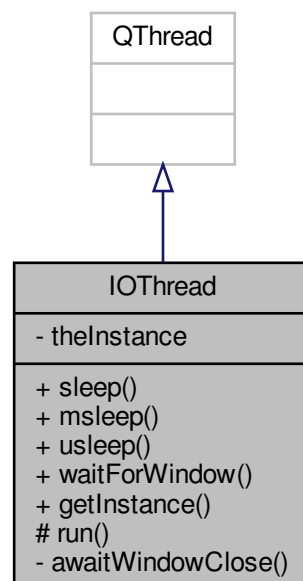 QThread
IOThread
- theInstance
+ sleep()
+ msleep()
+ usleep()
+ waitForWindow()
+ getInstance()
# run()
- awaitWindowClose()